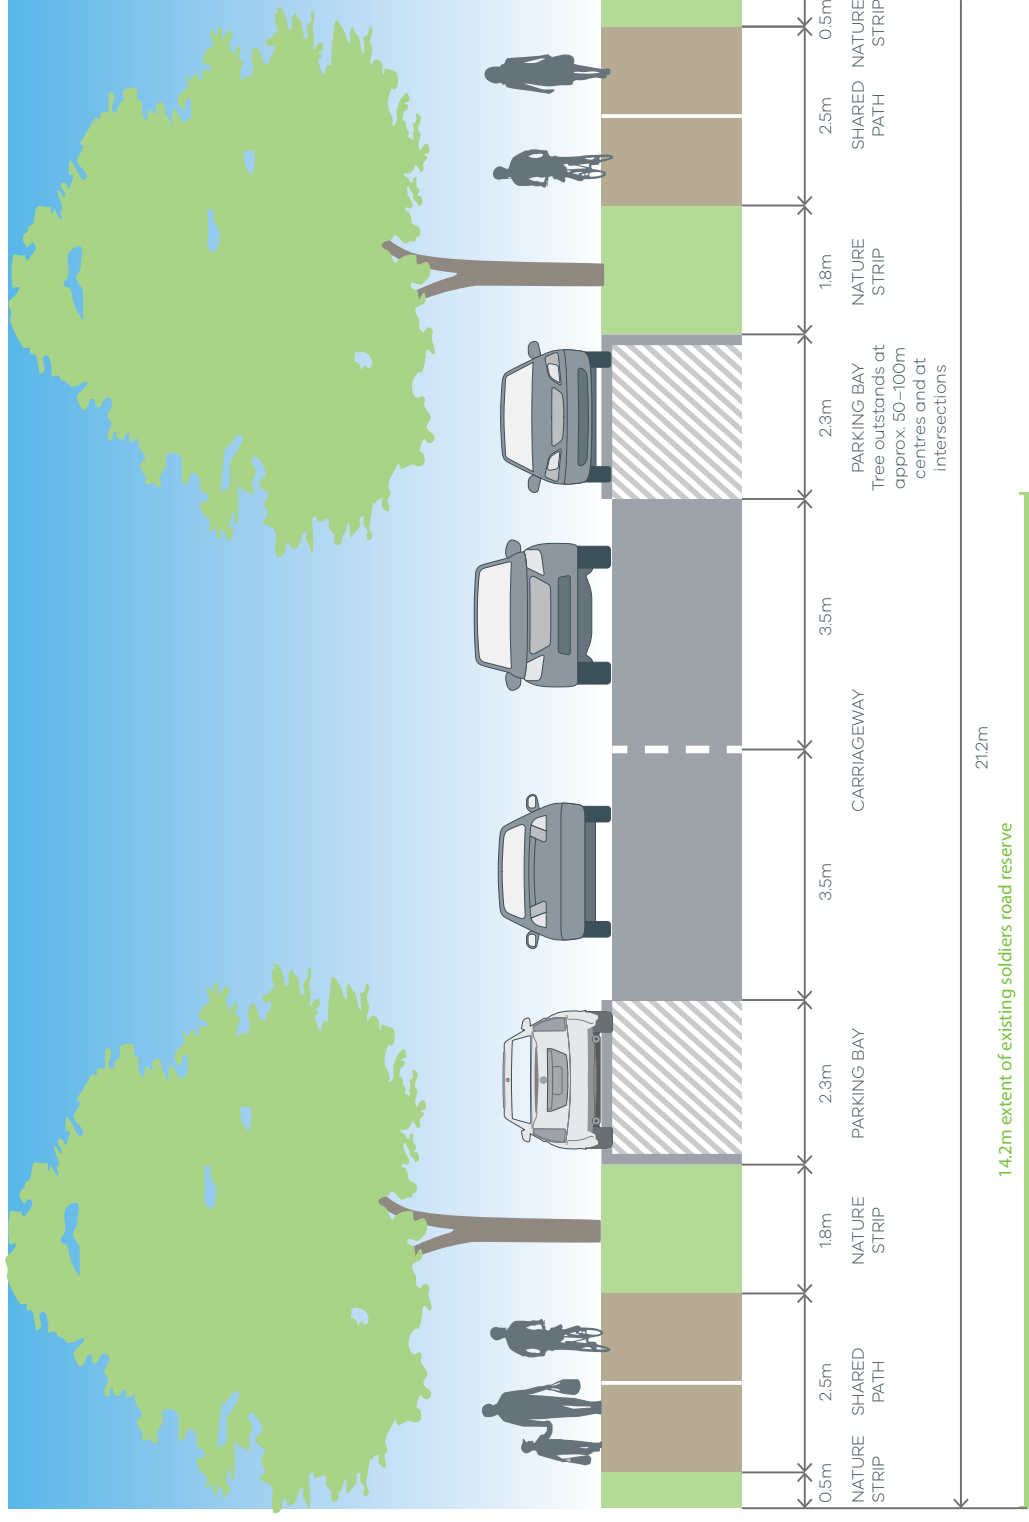 0.5m
2.5m
1.8m
2.3m
3.5m
3.5m
2.3m
1.8m
2.5m
0.5m
NATURE
STRIP
SHARED
PATH
NATURE
STRIP
PARKING BAY
CARRIAGEWAY
PARKING BAY
Tree outstands at
approx. 50–100m
centres and at
intersections
NATURE
STRIP
SHARED
PATH
NATURE
STRIP
21.2m
14.2m extent of existing soldiers road reserve